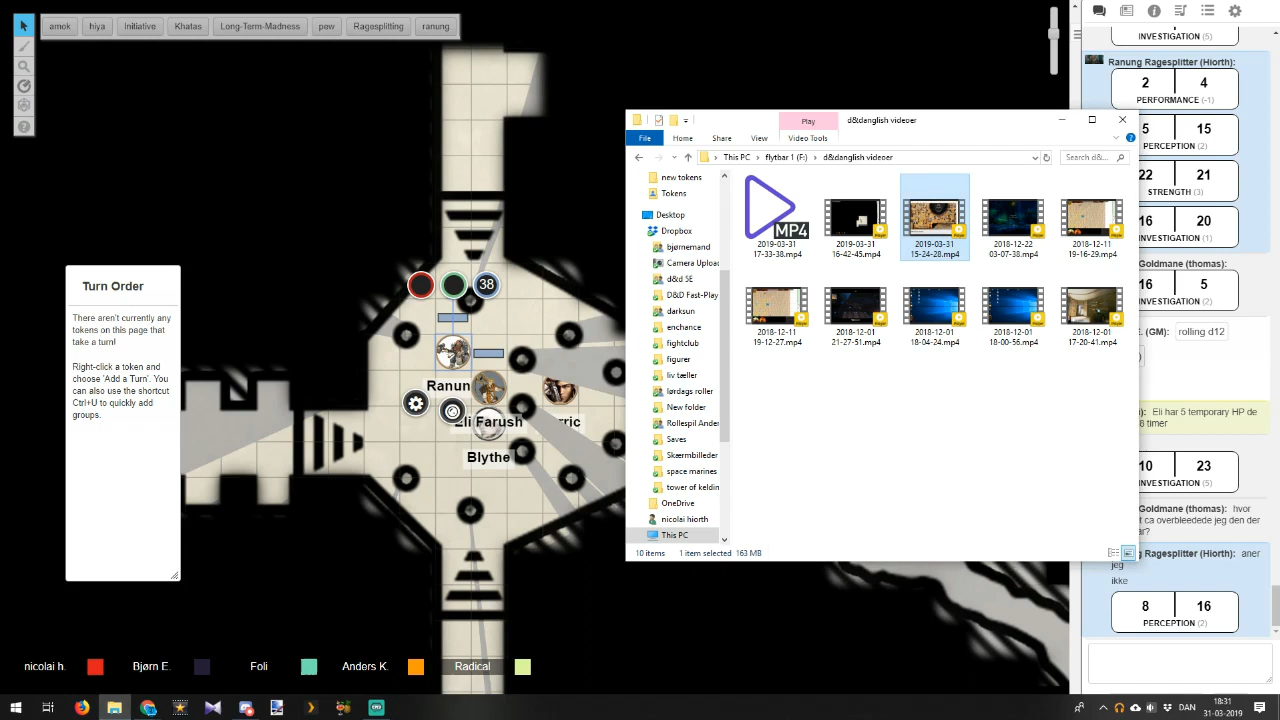 amok
hiya
Initiative
Khatas
Long-Term-Madness
pew
Ragesplitting
ranung
INVESTIGATION (5)
Ranung Ragesplitter (Hiorth):
2 4
PERFORMANCE (-1)
5 15
PERCEPTION (2)
22 21
STRENGTH (3)
16 20
INVESTIGATION (1)
Goldmane (thomas):
16 5
INVESTIGATION (2)
E. (GM): rolling d12
): Eli har 5 temporary HP de
8 timer
10 23
INVESTIGATION (5)
Goldmane (thomas): hvor
t ca overbleedede jeg den der
ar?
Ragesplitter (Hiorth): aner
jeg
ikke
8 16
PERCEPTION (2)
Play
d&danglish videoer
File
Home
Share
View
Video Tools
This PC
flytbar 1 (F:)
d&danglish videoer
Search d&...
new tokens
Tokens
Desktop
Dropbox
bjørnemand
Camera Upload
d&d 5E
D&D Fast-Play
darksun
enchance
fightclub
figurer
liv tæller
lørdags roller
New folder
Rollespil Ander
Saves
Skærmbilleder
space marines
tower of keldin
OneDrive
nicolai hiorth
This PC
MP4
2019-03-31
17-33-38.mp4
2019-03-31
16-42-45.mp4
2019-03-31
15-24-28.mp4
2018-12-22
03-07-38.mp4
2018-12-11
19-16-29.mp4
2018-12-11
19-12-27.mp4
2018-12-01
21-27-51.mp4
2018-12-01
18-04-24.mp4
2018-12-01
18-00-56.mp4
2018-12-01
17-20-41.mp4
10 items
1 item selected
163 MB
Turn Order
There aren't currently any
tokens on this page that
take a turn!
Right-click a token and
choose 'Add a Turn'. You
can also use the shortcut
Ctrl+U to quickly add
groups.
38
Ranun
Eli Farush
rric
Blythe
nicolai h.
Bjørn E.
Foli
Anders K.
Radical
DAN
18:31
31-03-2019